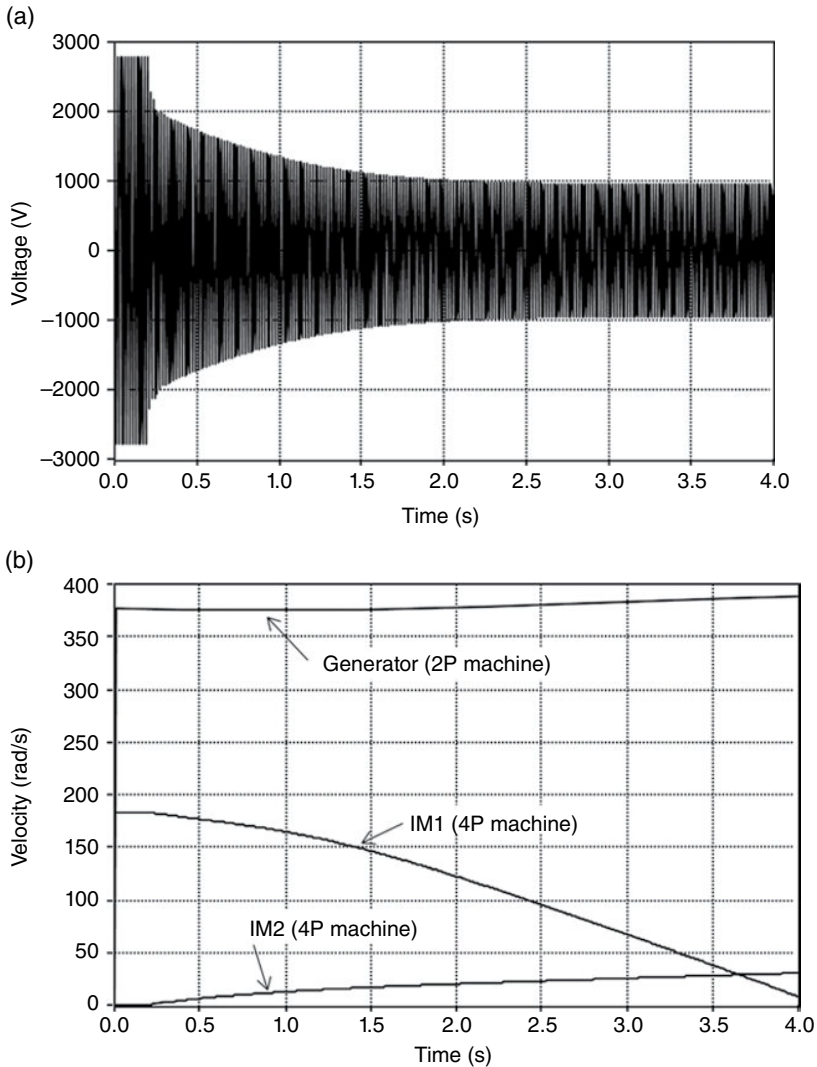 (a)
3000
2000
1000
0
−1000
−2000
−3000
Voltage (V)
0.0 0.5 1.0 1.5 2.0 2.5 3.0 3.5 4.0
Time (s)
(b)
400
350
300
250
200
150
100
50
0
Velocity (rad/s)
Generator (2P machine)
IM1 (4P machine)
IM2 (4P machine)
0.0 0.5 1.0 1.5 2.0 2.5 3.0 3.5 4.0
Time (s)